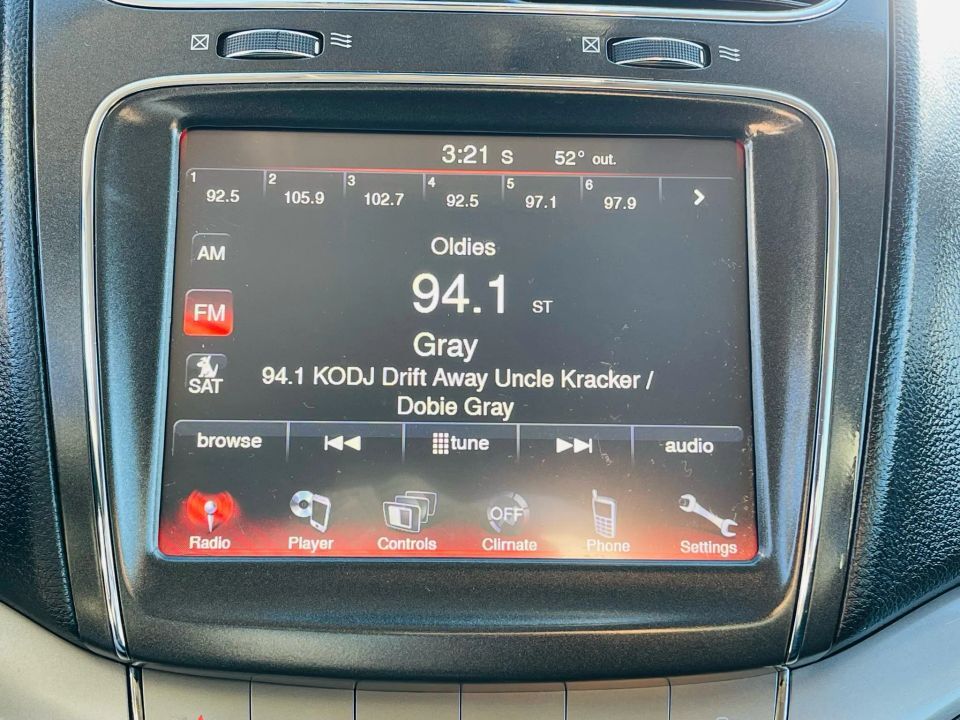 3:21 S 52° out.
1 2 3 4 5 6
92.5 105.9 102.7 92.5 97.1 97.9
Oldies
AM
94.1 ST
FM
Gray
SAT
94.1 KODJ Drift Away Uncle Kracker /
Dobie Gray
browse tune audio
OFF
Radio Player Controls Climate Phone Settings